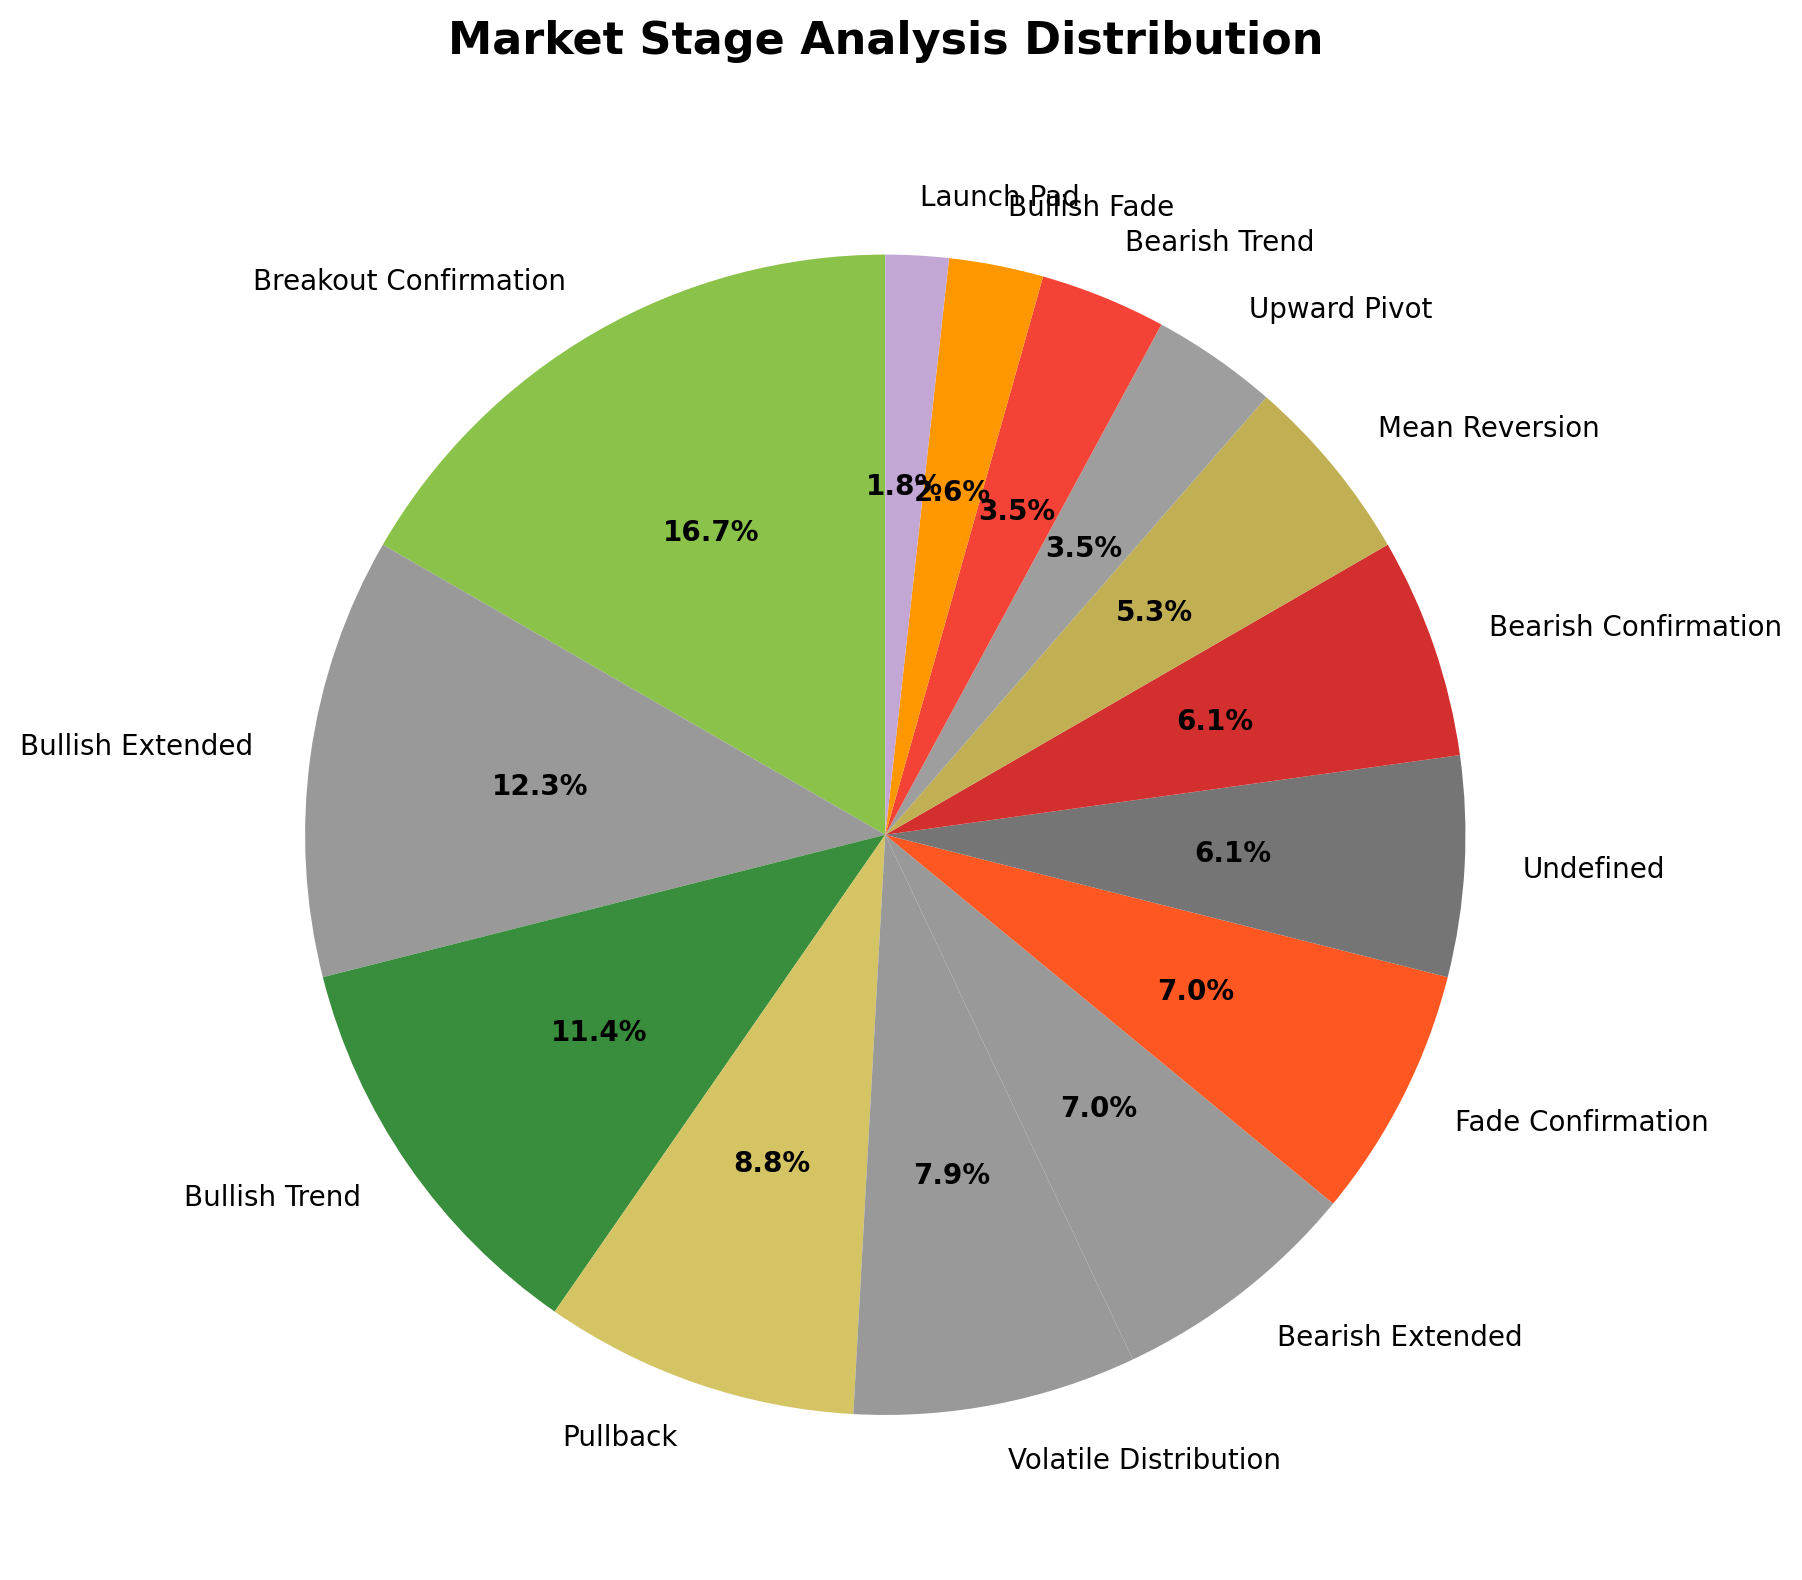 Market Stage Analysis Distribution
Launch Pad
Bullish Fade
Bearish Trend
Breakout Confirmation
Upward Pivot
Mean Reversion
1.8%
2.6%
3.5%
16.7%
3.5%
5.3%
Bearish Confirmation
6.1%
Bullish Extended
12.3%
6.1%
Undefined
7.0%
11.4%
7.0%
Fade Confirmation
8.8%
7.9%
Bullish Trend
Bearish Extended
Pullback
Volatile Distribution